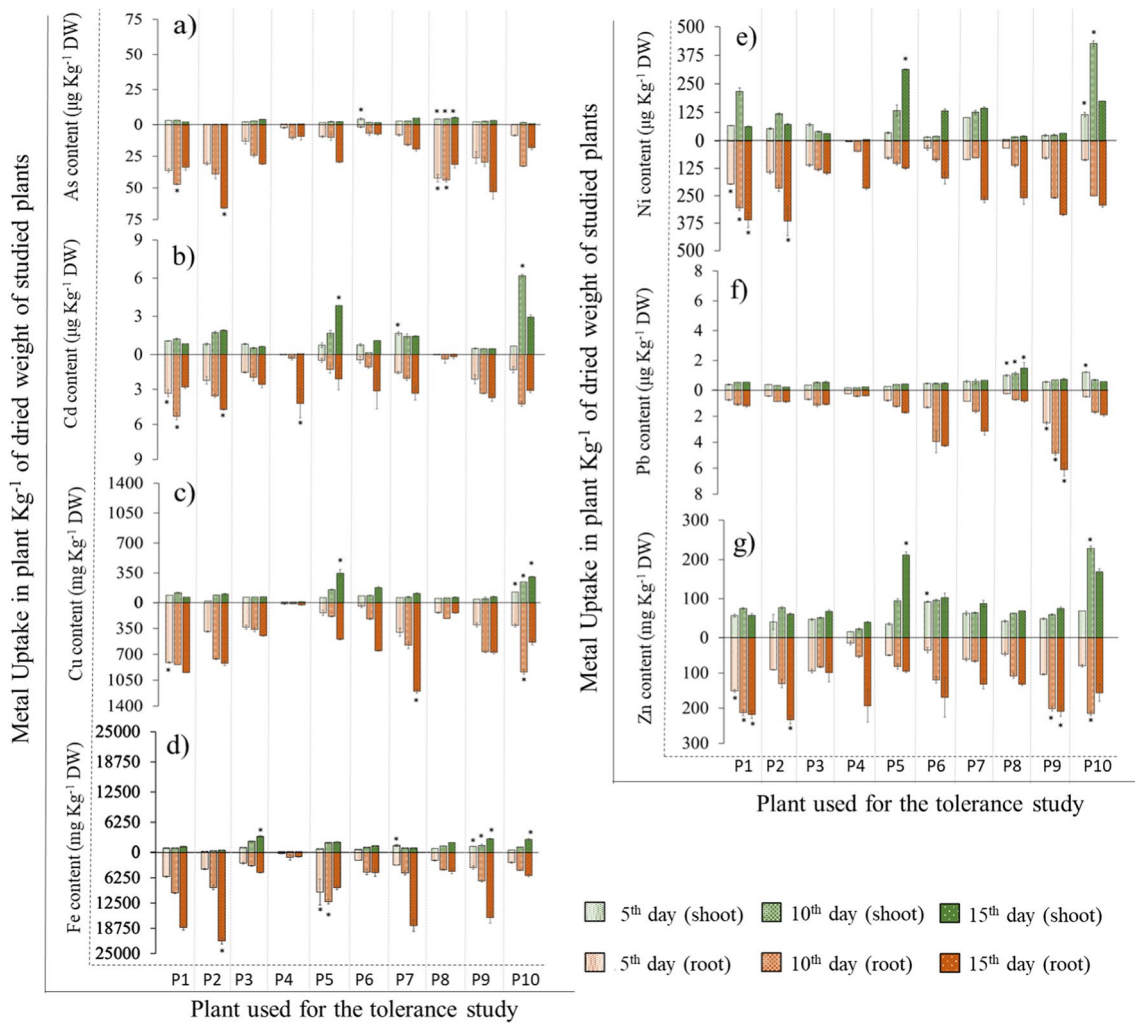 Metal Uptake in plant Kg-1 of dried weight of studied plants
a)
As content (µg Kg-1 DW)
75
50
25
0
25
50
75
b)
Cd content (µg Kg-1 DW)
9
6
3
0
3
6
9
c)
Cu content (mg Kg-1 DW)
1400
1050
700
350
0
350
700
1050
1400
d)
Fe content (mg Kg-1 DW)
25000
18750
12500
6250
0
6250
12500
18750
25000
P1 P2 P3 P4 P5 P6 P7 P8 P9 P10
Plant used for the tolerance study
Metal Uptake in plant Kg-1 of dried weight of studied plants
e)
Ni content (µg Kg-1 DW)
500
375
250
125
0
125
250
375
500
f)
Pb content (µg Kg-1 DW)
8
6
4
2
0
2
4
6
8
g)
Zn content (mg Kg-1 DW)
300
200
100
0
100
200
300
P1 P2 P3 P4 P5 P6 P7 P8 P9 P10
Plant used for the tolerance study
5th day (shoot) 10th day (shoot) 15th day (shoot)
5th day (root) 10th day (root) 15th day (root)